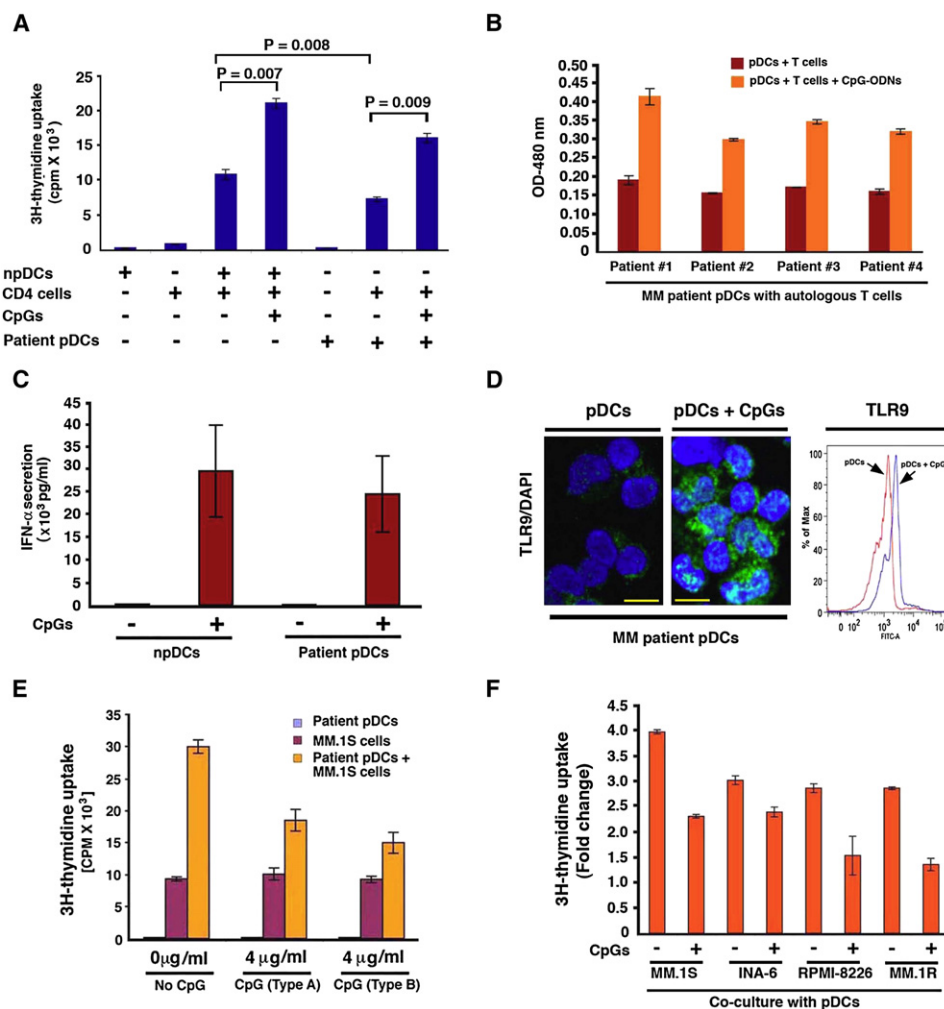 A
P = 0.008
P = 0.007
P = 0.009
3H-thymidine uptake
(cpm X 10³)
25
20
15
10
5
0
npDCs + - + + - - -
CD4 cells - + + + - + +
CpGs - - - + - - +
Patient pDCs - - - - + + +
B
pDCs + T cells
pDCs + T cells + CpG-ODNs
OD-480 nm
0.50
0.45
0.40
0.35
0.30
0.25
0.20
0.15
0.10
0.05
0.00
Patient #1 Patient #2 Patient #3 Patient #4
MM patient pDCs with autologous T cells
C
IFN-α secretion
(x10³ pg/ml)
45
40
35
30
25
20
15
10
5
0
CpGs - + - +
npDCs Patient pDCs
D
pDCs pDCs + CpGs TLR9
TLR9/DAPI
MM patient pDCs
pDCs
pDCs + CpG
% of Max
100
80
60
40
20
0
0 10² 10³ 10⁴
FITC-A
E
Patient pDCs
MM.1S cells
Patient pDCs +
MM.1S cells
3H-thymidine uptake
[CPM X 10³]
35
30
25
20
15
10
5
0
0µg/ml 4 µg/ml 4 µg/ml
No CpG CpG (Type A) CpG (Type B)
F
3H-thymidine uptake
(Fold change)
4.5
4.0
3.5
3.0
2.5
2.0
1.5
1.0
0.5
0.0
CpGs - + - + - + - +
MM.1S INA-6 RPMI-8226 MM.1R
Co-culture with pDCs